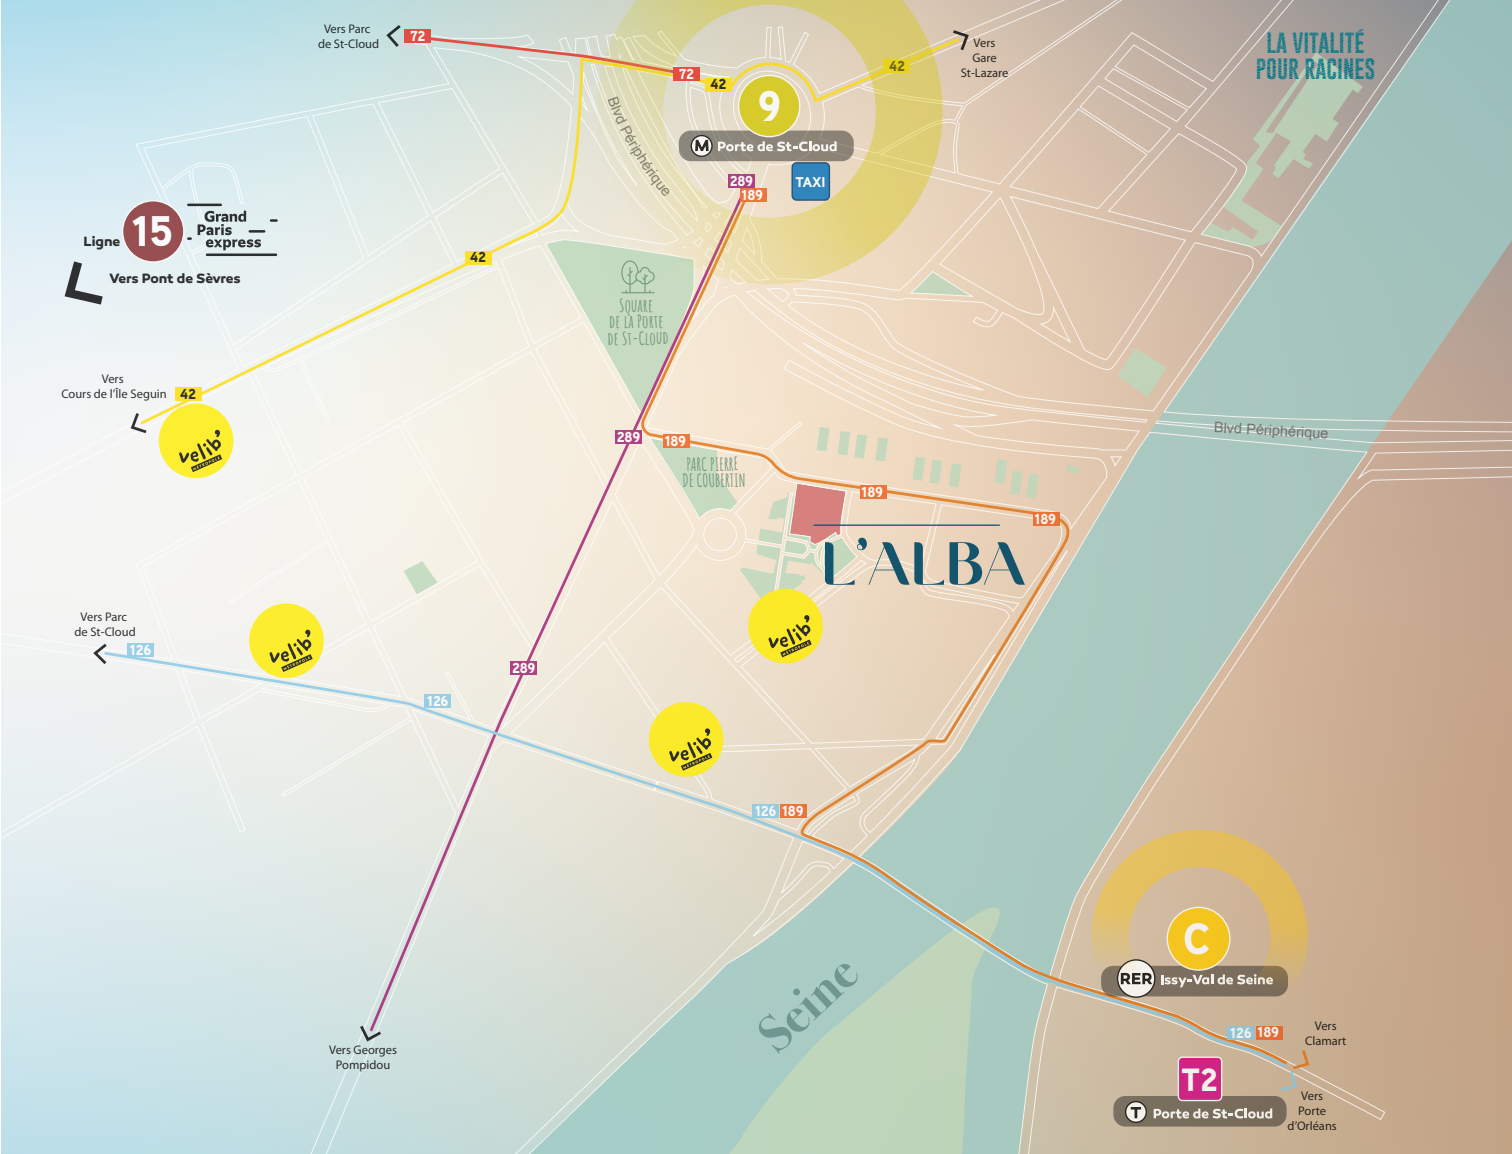 Vers Parc
de St-Cloud
72
72
42
42
Vers
Gare
St-Lazare
LA VITALITÉ
POUR RACINES
Blvd Périphérique
9
M Porte de St-Cloud
TAXI
289
189
Ligne
15
Grand
Paris
express
Vers Pont de Sèvres
42
SQUARE
DE LA PORTE
DE ST-CLOUD
Vers
Cours de l'Île Seguin
42
velib'
MÉTROPOLE
289
189
PARC PIERRE
DE COUBERTIN
Blvd Périphérique
189
189
L'ALBA
Vers Parc
de St-Cloud
126
velib'
MÉTROPOLE
velib'
MÉTROPOLE
289
126
velib'
MÉTROPOLE
126
189
Seine
C
RER Issy-Val de Seine
126
189
Vers
Clamart
T2
T Porte de St-Cloud
Vers
Porte
d'Orléans
Vers Georges
Pompidou